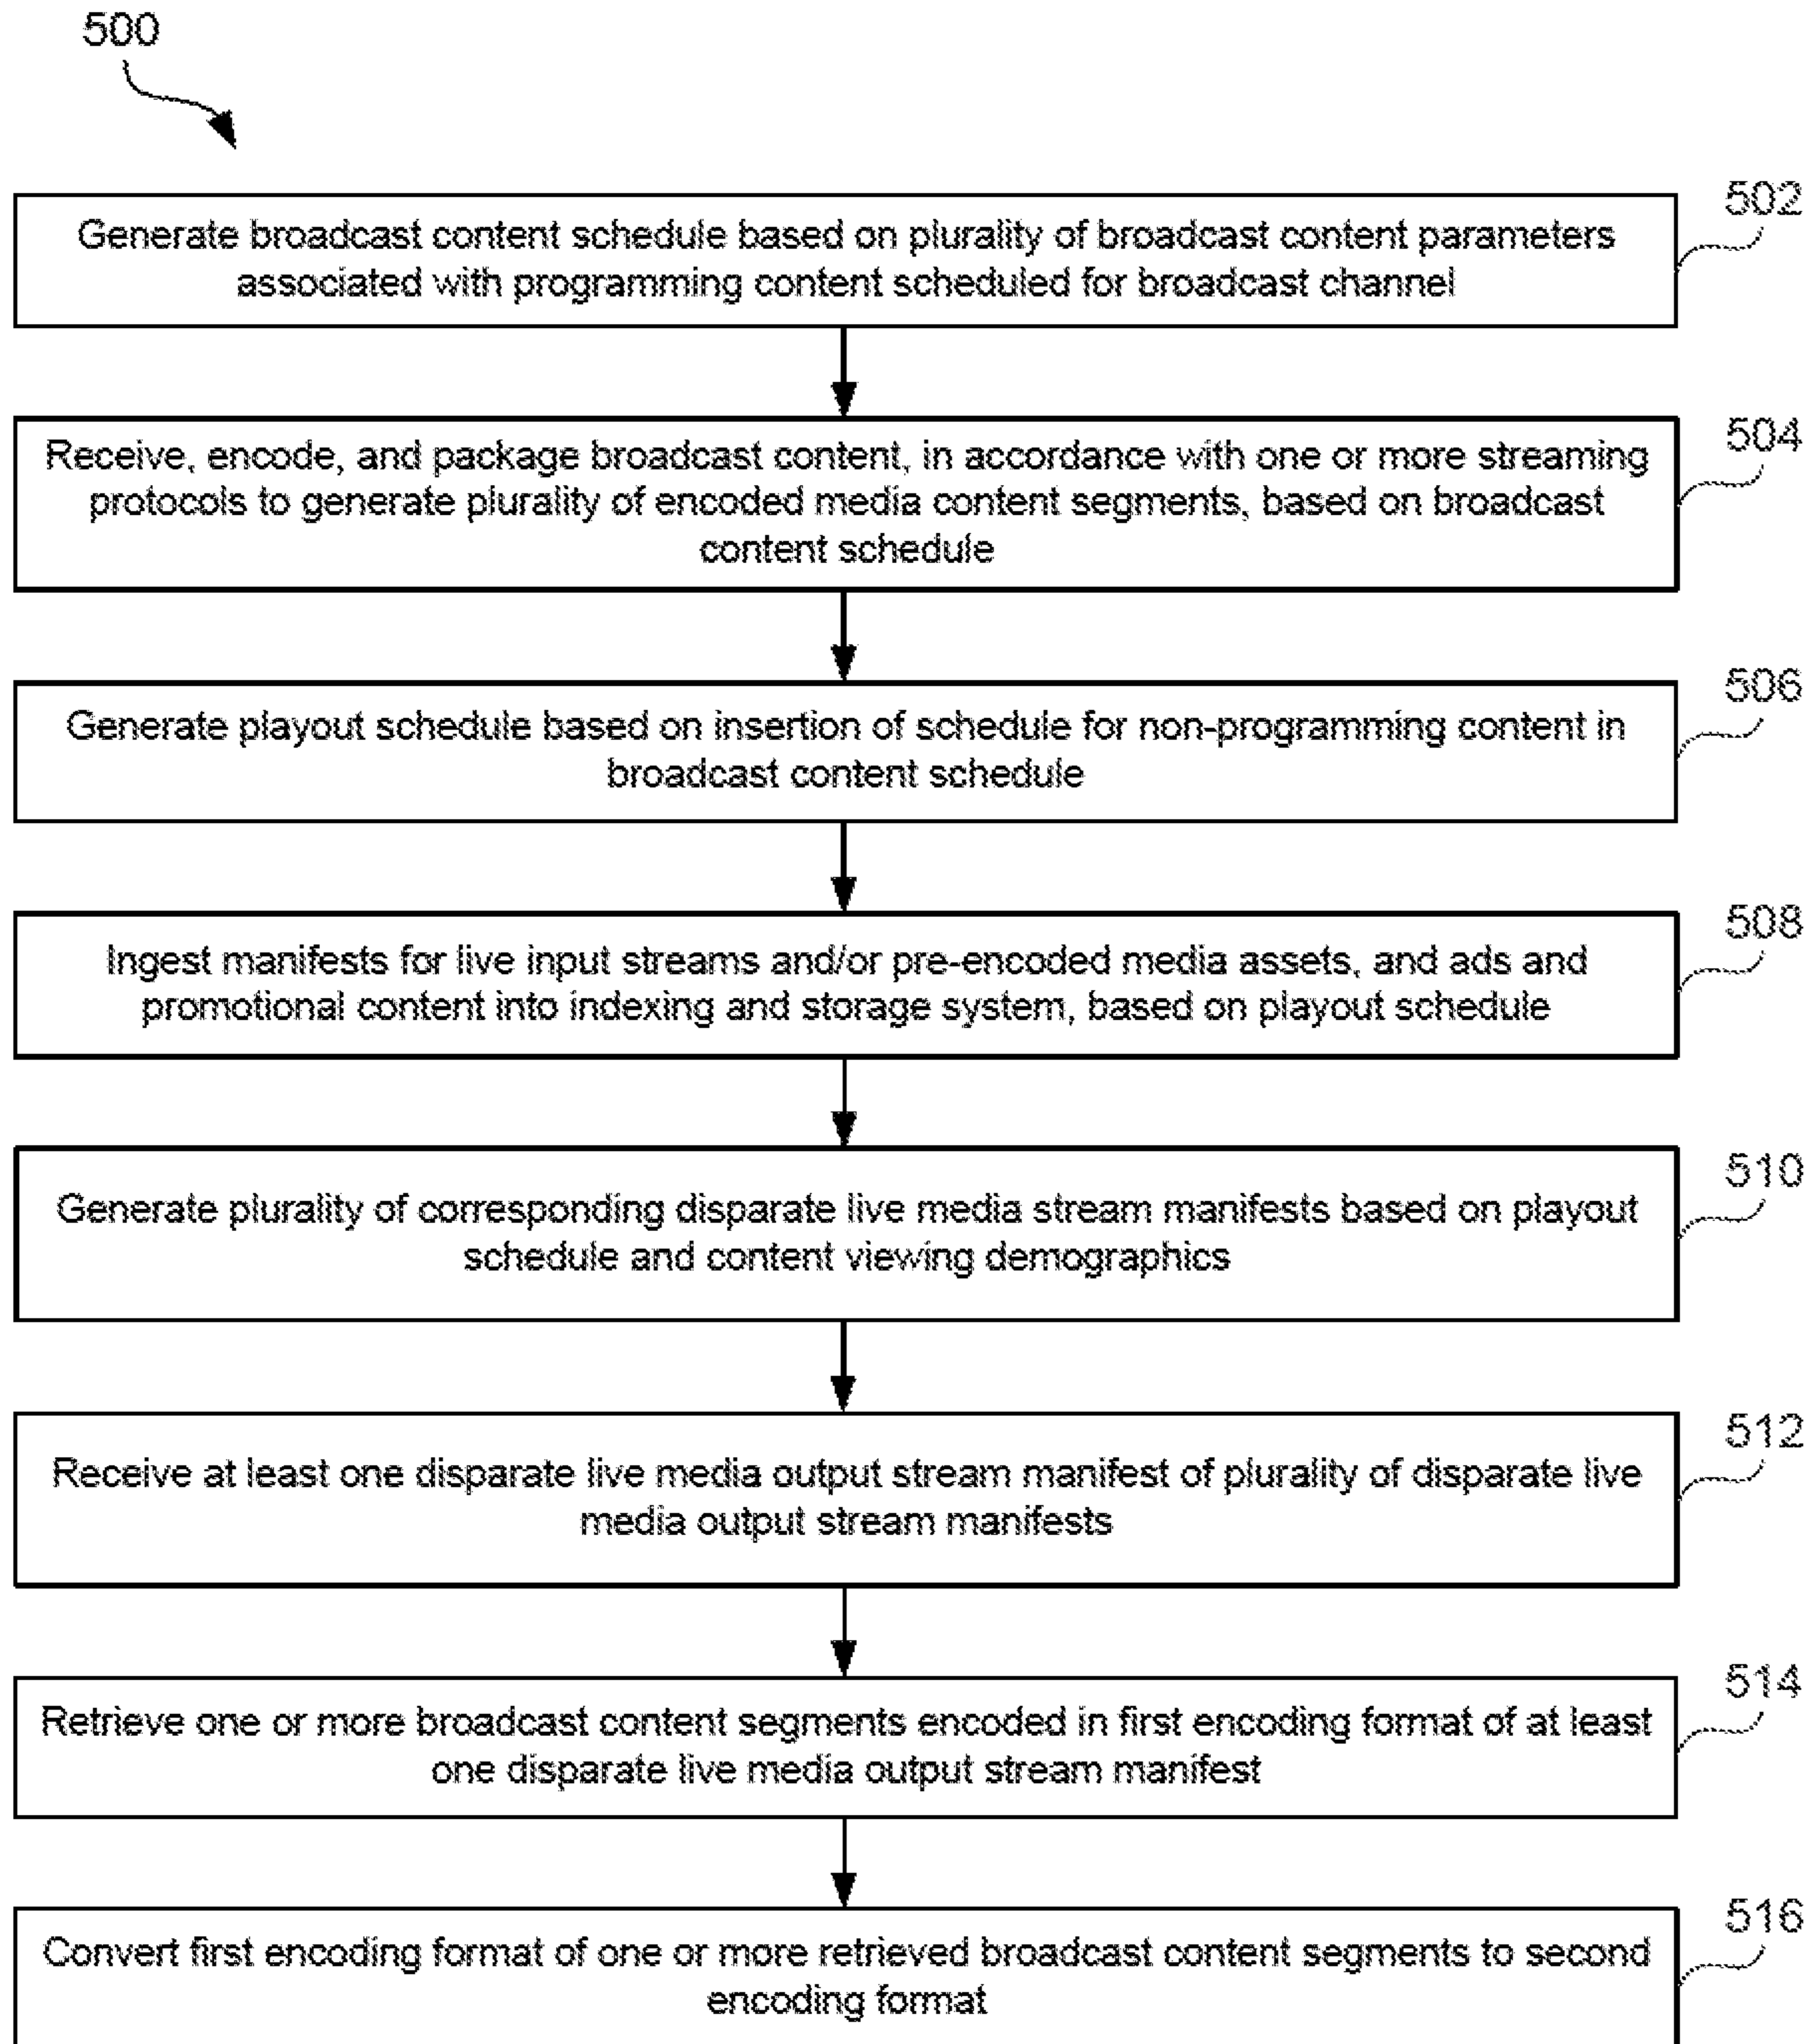 500
502
Generate broadcast content schedule based on plurality of broadcast content parameters
associated with programming content scheduled for broadcast channel
504
Receive, encode, and package broadcast content, in accordance with one or more streaming
protocols to generate plurality of encoded media content segments, based on broadcast
content schedule
506
Generate playout schedule based on insertion of schedule for non-programming content in
broadcast content schedule
508
Ingest manifests for live input streams and/or pre-encoded media assets, and ads and
promotional content into indexing and storage system, based on playout schedule
510
Generate plurality of corresponding disparate live media stream manifests based on playout
schedule and content viewing demographics
512
Receive at least one disparate live media output stream manifest of plurality of disparate live
media output stream manifests
514
Retrieve one or more broadcast content segments encoded in first encoding format of at least
one disparate live media output stream manifest
516
Convert first encoding format of one or more retrieved broadcast content segments to second
encoding format